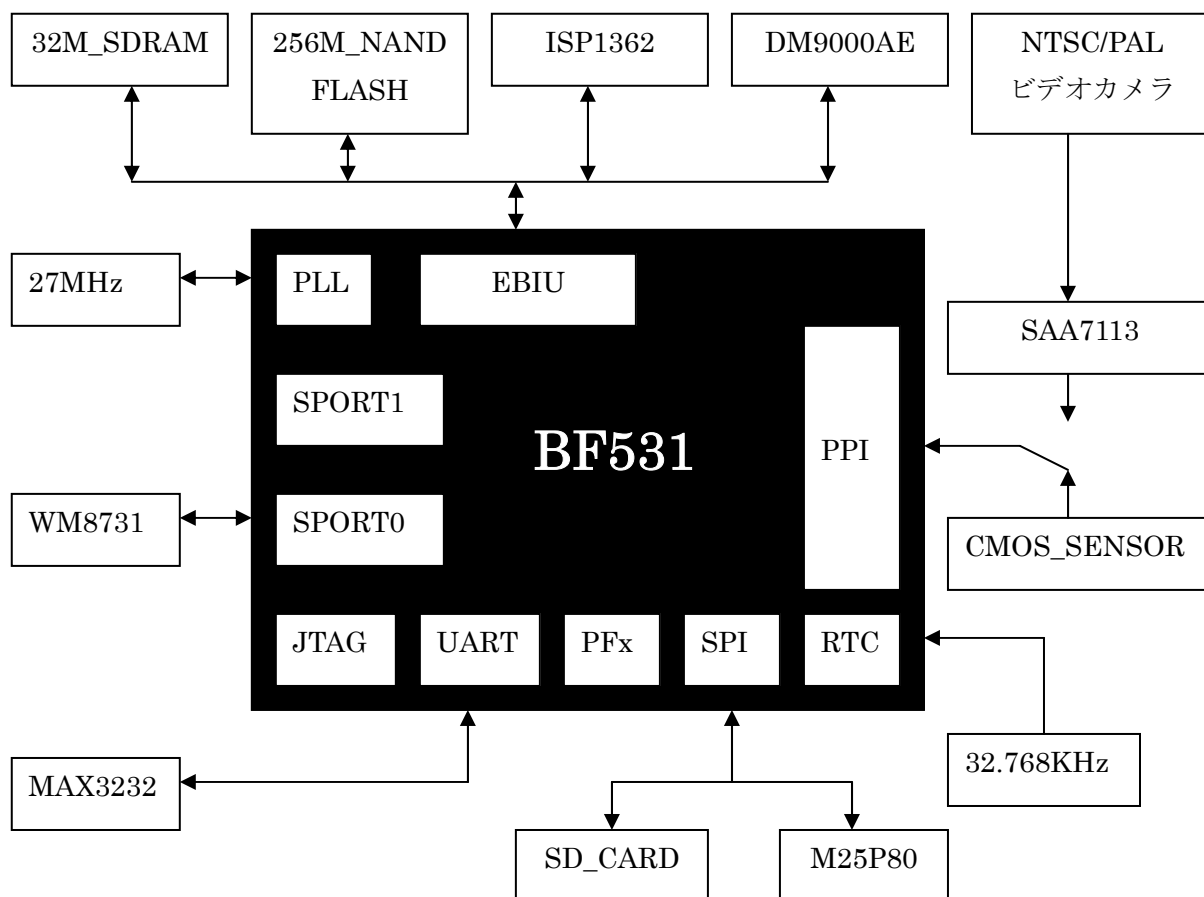 32M_SDRAM
256M_NAND
FLASH
ISP1362
DM9000AE
NTSC/PAL
ビデオカメラ
27MHz
PLL
EBIU
SAA7113
SPORT1
BF531
PPI
WM8731
SPORT0
CMOS_SENSOR
JTAG
UART
PFx
SPI
RTC
MAX3232
32.768KHz
SD_CARD
M25P80